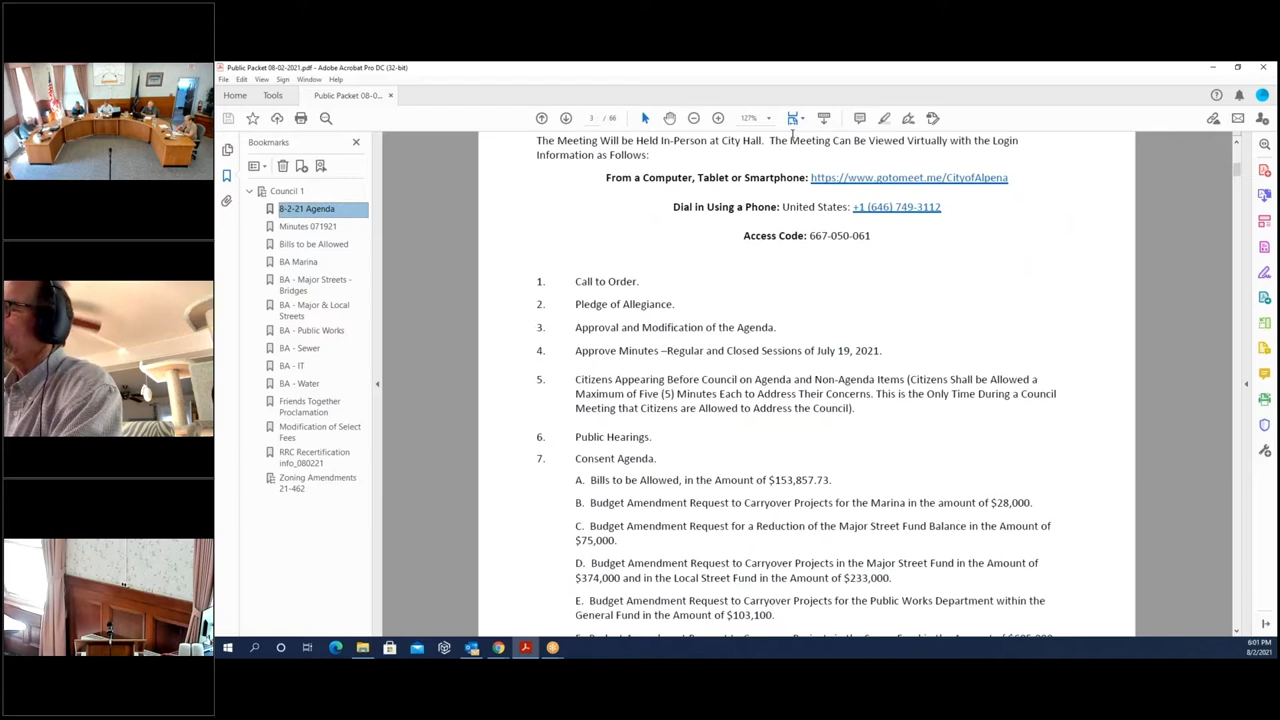 Public Packet 08-02-2021.pdf - Adobe Acrobat Pro DC (32-bit)
File Edit View Sign Window Help
Home Tools Public Packet 08-0... ×
3 / 66 127%
Bookmarks
Council 1
8-2-21 Agenda
Minutes 071921
Bills to be Allowed
BA Marina
BA - Major Streets -
Bridges
BA - Major & Local
Streets
BA - Public Works
BA - Sewer
BA - IT
BA - Water
Friends Together
Proclamation
Modification of Select
Fees
RRC Recertification
info_080221
Zoning Amendments
21-462
The Meeting Will be Held In-Person at City Hall. The Meeting Can Be Viewed Virtually with the Login
Information as Follows:
From a Computer, Tablet or Smartphone: https://www.gotomeet.me/CityofAlpena
Dial in Using a Phone: United States: +1 (646) 749-3112
Access Code: 667-050-061
1. Call to Order.
2. Pledge of Allegiance.
3. Approval and Modification of the Agenda.
4. Approve Minutes –Regular and Closed Sessions of July 19, 2021.
5. Citizens Appearing Before Council on Agenda and Non-Agenda Items (Citizens Shall be Allowed a
Maximum of Five (5) Minutes Each to Address Their Concerns. This is the Only Time During a Council
Meeting that Citizens are Allowed to Address the Council).
6. Public Hearings.
7. Consent Agenda.
A. Bills to be Allowed, in the Amount of $153,857.73.
B. Budget Amendment Request to Carryover Projects for the Marina in the amount of $28,000.
C. Budget Amendment Request for a Reduction of the Major Street Fund Balance in the Amount of
$75,000.
D. Budget Amendment Request to Carryover Projects in the Major Street Fund in the Amount of
$374,000 and in the Local Street Fund in the Amount of $233,000.
E. Budget Amendment Request to Carryover Projects for the Public Works Department within the
General Fund in the Amount of $103,100.
6:01 PM
8/2/2021